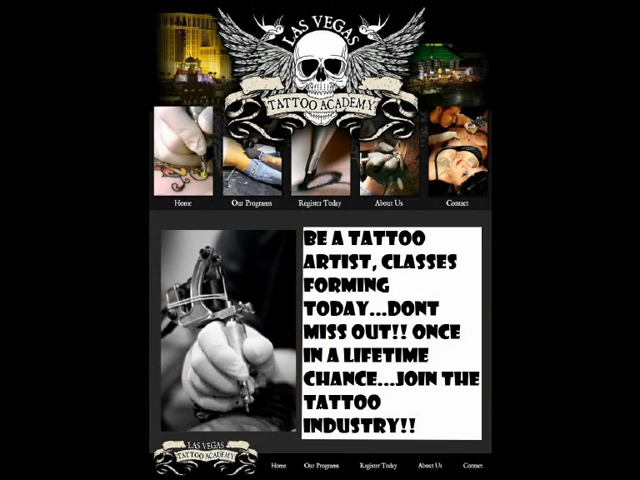 LAS VEGAS
TATTOO ACADEMY
Home Our Programs Register Today About Us Contact
BE A TATTOO
ARTIST, CLASSES
FORMING
TODAY...DONT
MISS OUT!! ONCE
IN A LIFETIME
CHANCE...JOIN THE
TATTOO
INDUSTRY!!
LAS VEGAS
TATTOO ACADEMY
Home Our Programs Register Today About Us Contact